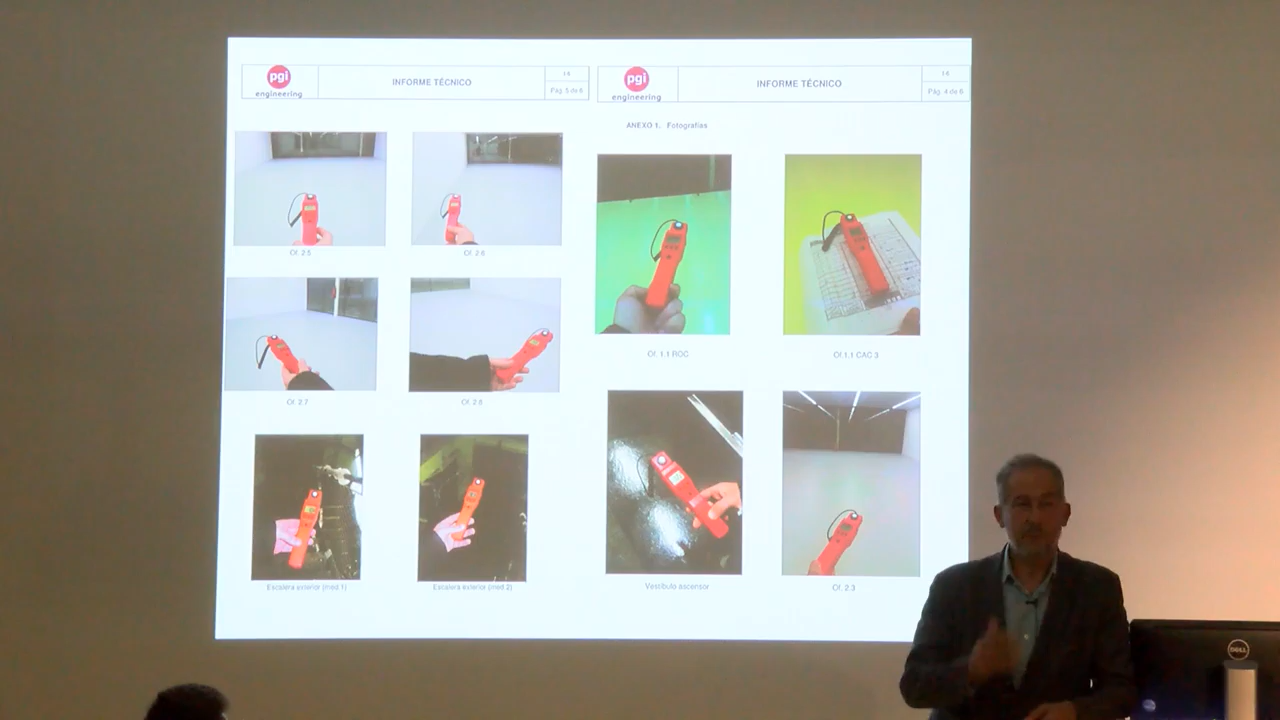 pgi
engineering
INFORME TÉCNICO
14
Pág. 5 de 6
Of. 2.5
Of. 2.6
Of. 2.7
Of. 2.8
Escalera exterior (med 1)
Escalera exterior (med 2)
pgi
engineering
INFORME TÉCNICO
14
Pág. 4 de 6
ANEXO 1. Fotografías
Of. 1.1 ROC
Of.1.1 CAC 3
Vestíbulo ascensor
Of. 2.3
DELL